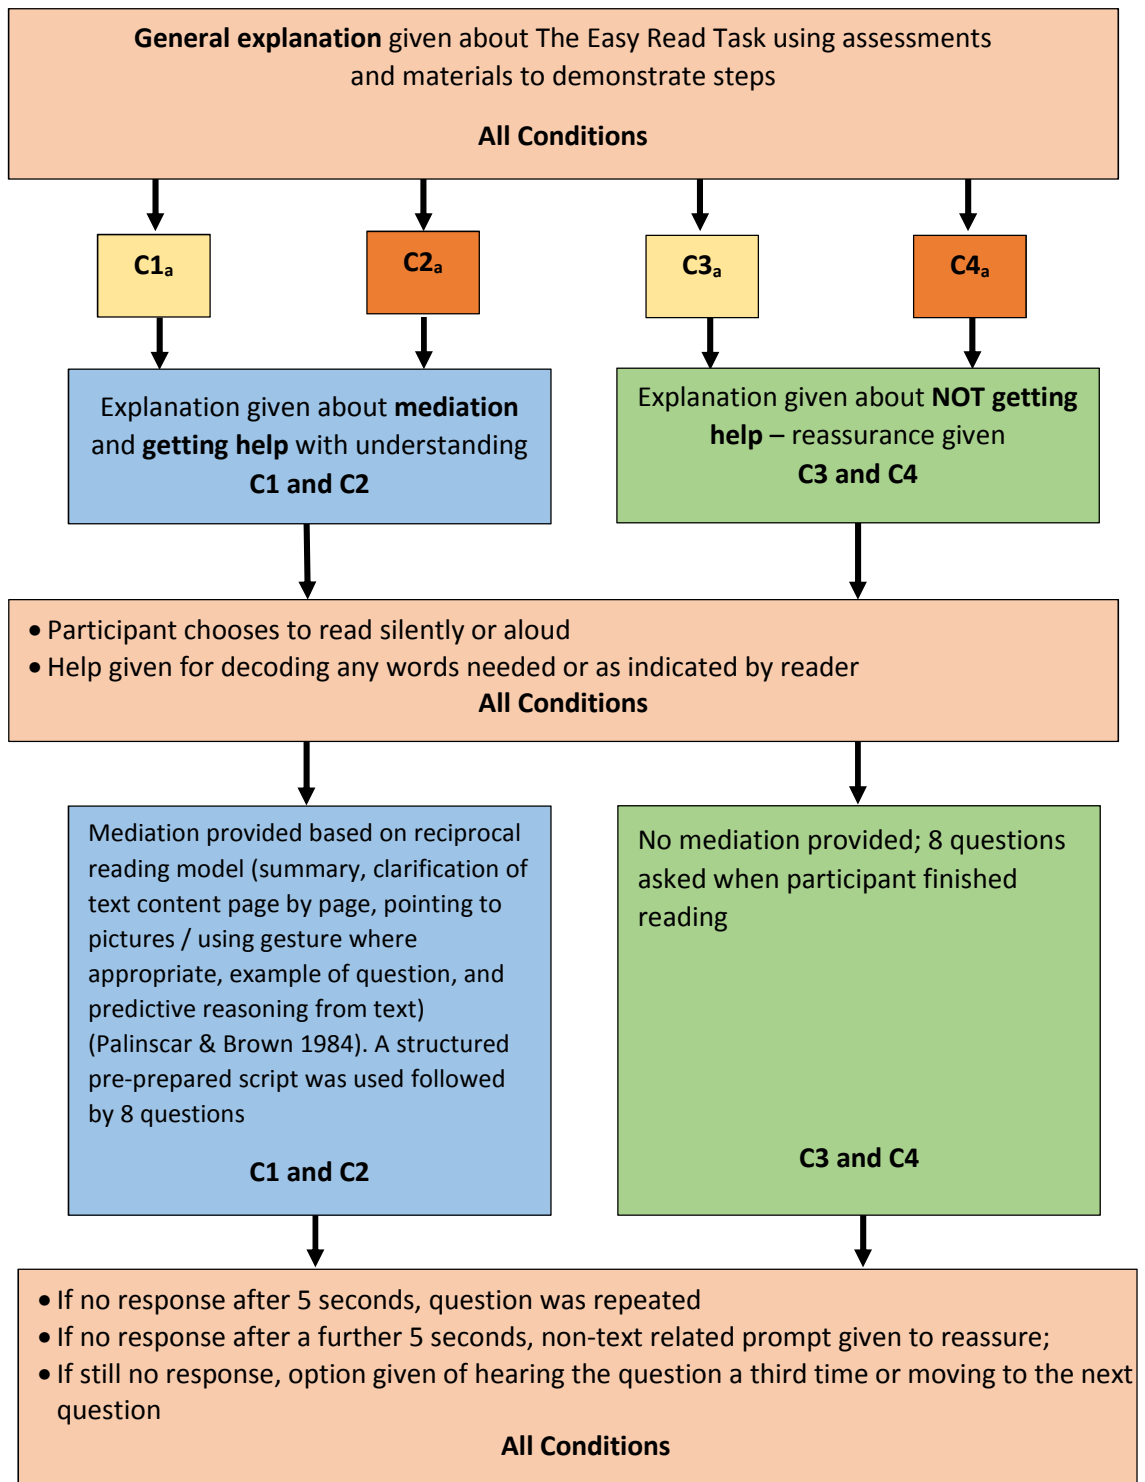 General explanation given about The Easy Read Task using assessments
and materials to demonstrate steps
All Conditions
C1a
C2a
C3a
C4a
Explanation given about mediation
and getting help with understanding
C1 and C2
Explanation given about NOT getting
help – reassurance given
C3 and C4
• Participant chooses to read silently or aloud
• Help given for decoding any words needed or as indicated by reader
All Conditions
Mediation provided based on reciprocal
reading model (summary, clarification of
text content page by page, pointing to
pictures / using gesture where
appropriate, example of question, and
predictive reasoning from text)
(Palinscar & Brown 1984). A structured
pre-prepared script was used followed
by 8 questions
C1 and C2
No mediation provided; 8 questions
asked when participant finished
reading
C3 and C4
• If no response after 5 seconds, question was repeated
• If no response after a further 5 seconds, non-text related prompt given to reassure;
• If still no response, option given of hearing the question a third time or moving to the next
question
All Conditions